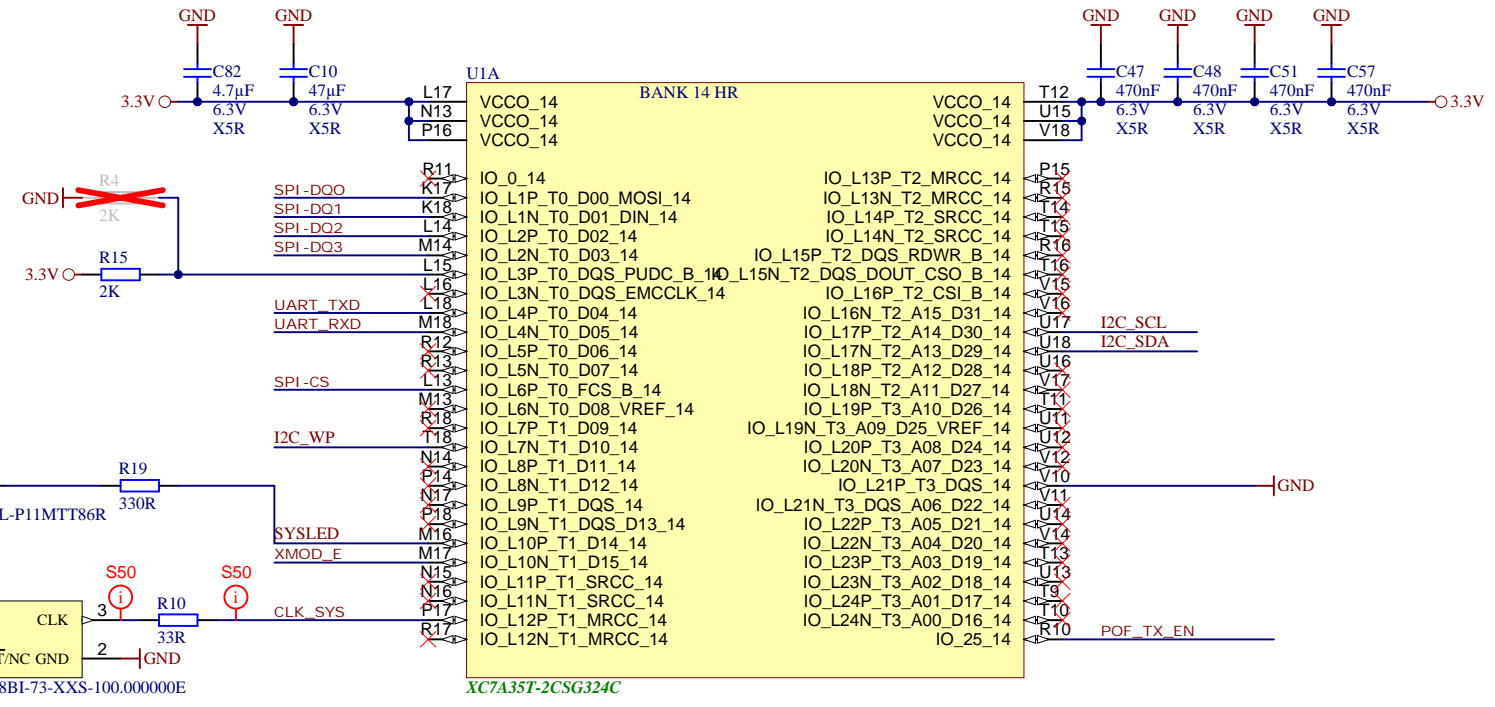 GND GND GND GND GND GND
C82 C10 C47 C48 C51 C57
4.7µF 47µF 470nF 470nF 470nF 470nF
6.3V 6.3V 6.3V 6.3V 6.3V 6.3V
X5R X5R X5R X5R X5R X5R
3.3V 3.3V
U1A
BANK 14 HR
L17 VCCO_14 VCCO_14 T12
N13 VCCO_14 VCCO_14 U15
P16 VCCO_14 VCCO_14 V18
R11 IO_0_14 IO_L13P_T2_MRCC_14 P15
SPI-DQ0 K17 IO_L1P_T0_D00_MOSI_14 IO_L13N_T2_MRCC_14 R15
SPI-DQ1 K18 IO_L1N_T0_D01_DIN_14 IO_L14P_T2_SRCC_14 T14
SPI-DQ2 L14 IO_L2P_T0_D02_14 IO_L14N_T2_SRCC_14 T15
SPI-DQ3 M14 IO_L2N_T0_D03_14 IO_L15P_T2_DQS_RDWR_B_14 R16
L15 IO_L3P_T0_DQS_PUDC_B_14 IO_L15N_T2_DQS_DOUT_CSO_B_14 T16
L16 IO_L3N_T0_DQS_EMCCLK_14 IO_L16P_T2_CSI_B_14 V15
UART_TXD L18 IO_L4P_T0_D04_14 IO_L16N_T2_A15_D31_14 V16
UART_RXD M18 IO_L4N_T0_D05_14 IO_L17P_T2_A14_D30_14 U17 I2C_SCL
R12 IO_L5P_T0_D06_14 IO_L17N_T2_A13_D29_14 U18 I2C_SDA
R13 IO_L5N_T0_D07_14 IO_L18P_T2_A12_D28_14 U16
SPI-CS L13 IO_L6P_T0_FCS_B_14 IO_L18N_T2_A11_D27_14 V17
M13 IO_L6N_T0_D08_VREF_14 IO_L19P_T3_A10_D26_14 T11
R18 IO_L7P_T1_D09_14 IO_L19N_T3_A09_D25_VREF_14 U11
I2C_WP T18 IO_L7N_T1_D10_14 IO_L20P_T3_A08_D24_14 U12
N14 IO_L8P_T1_D11_14 IO_L20N_T3_A07_D23_14 V12
P14 IO_L8N_T1_D12_14 IO_L21P_T3_DQS_14 V10 GND
N17 IO_L9P_T1_DQS_14 IO_L21N_T3_DQS_A06_D22_14 V11
P18 IO_L9N_T1_DQS_D13_14 IO_L22P_T3_A05_D21_14 U14
SYSLED M16 IO_L10P_T1_D14_14 IO_L22N_T3_A04_D20_14 V14
XMOD_E M17 IO_L10N_T1_D15_14 IO_L23P_T3_A03_D19_14 T13
N15 IO_L11P_T1_SRCC_14 IO_L23N_T3_A02_D18_14 U13
N16 IO_L11N_T1_SRCC_14 IO_L24P_T3_A01_D17_14 T9
CLK_SYS P17 IO_L12P_T1_MRCC_14 IO_L24N_T3_A00_D16_14 T10
R17 IO_L12N_T1_MRCC_14 IO_25_14 R10 POF_TX_EN
XC7A35T-2CSG324C
R4
GND
2K
R15
3.3V
2K
R19
330R
L-P11MTT86R
S50 S50
i i
CLK 3 R10
33R
T/NC GND 2 GND
8BI-73-XXS-100.000000E